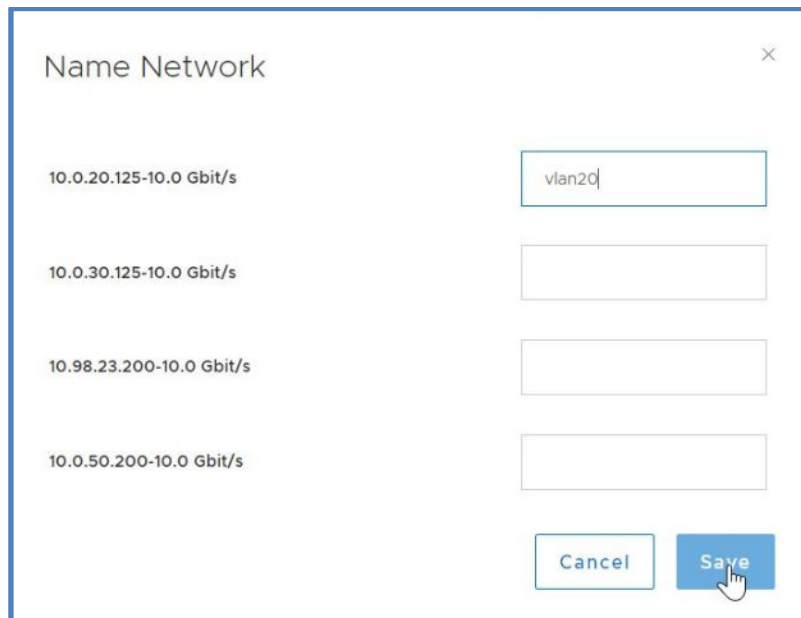 Name Network
10.0.20.125-10.0 Gbit/s vlan20
10.0.30.125-10.0 Gbit/s
10.98.23.200-10.0 Gbit/s
10.0.50.200-10.0 Gbit/s
Cancel Save